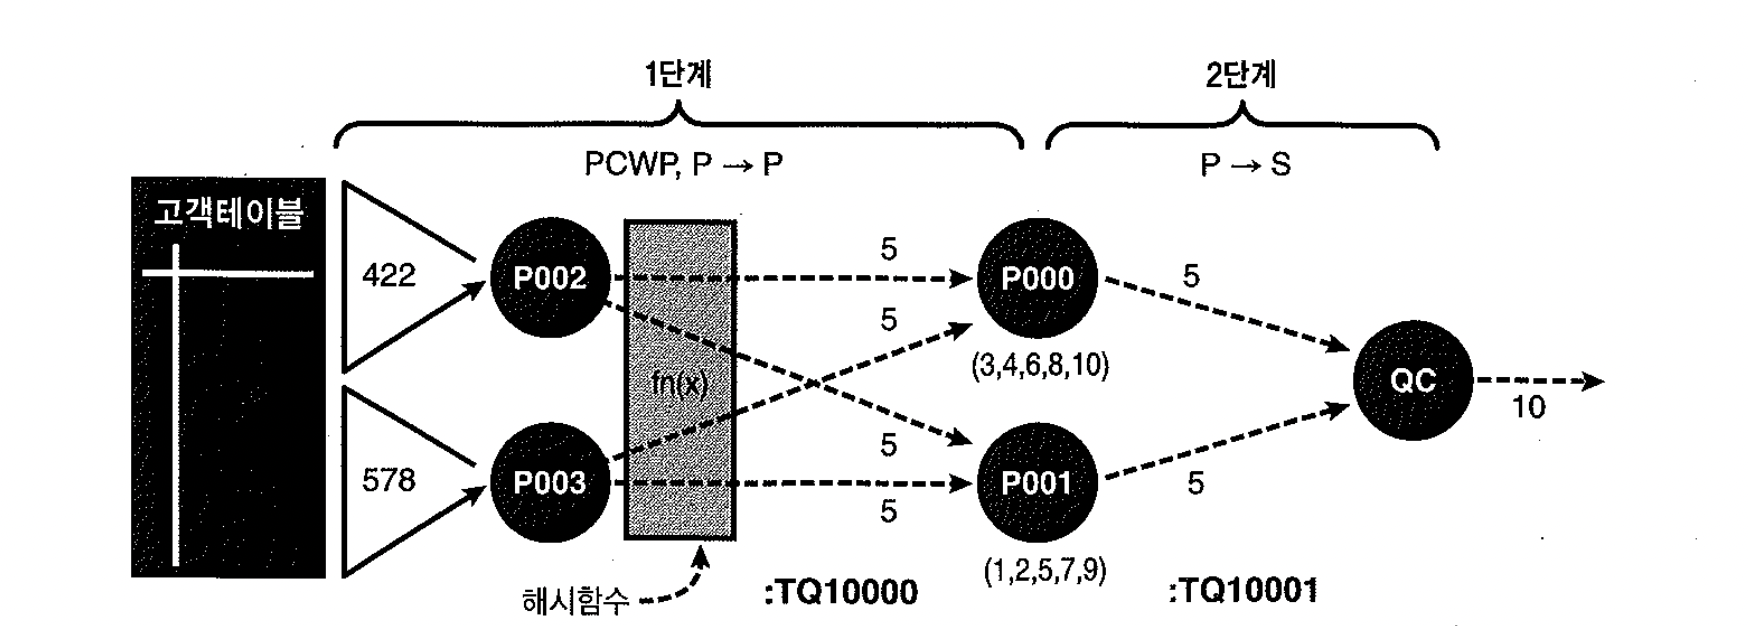 1단계
2단계
PCWP, P → P
P → S
고객테이블
422
P002
5
P000
5
5
(3,4,6,8,10)
fn(x)
QC
10
578
P003
5
P001
5
5
(1,2,5,7,9)
해시함수
:TQ10000
:TQ10001